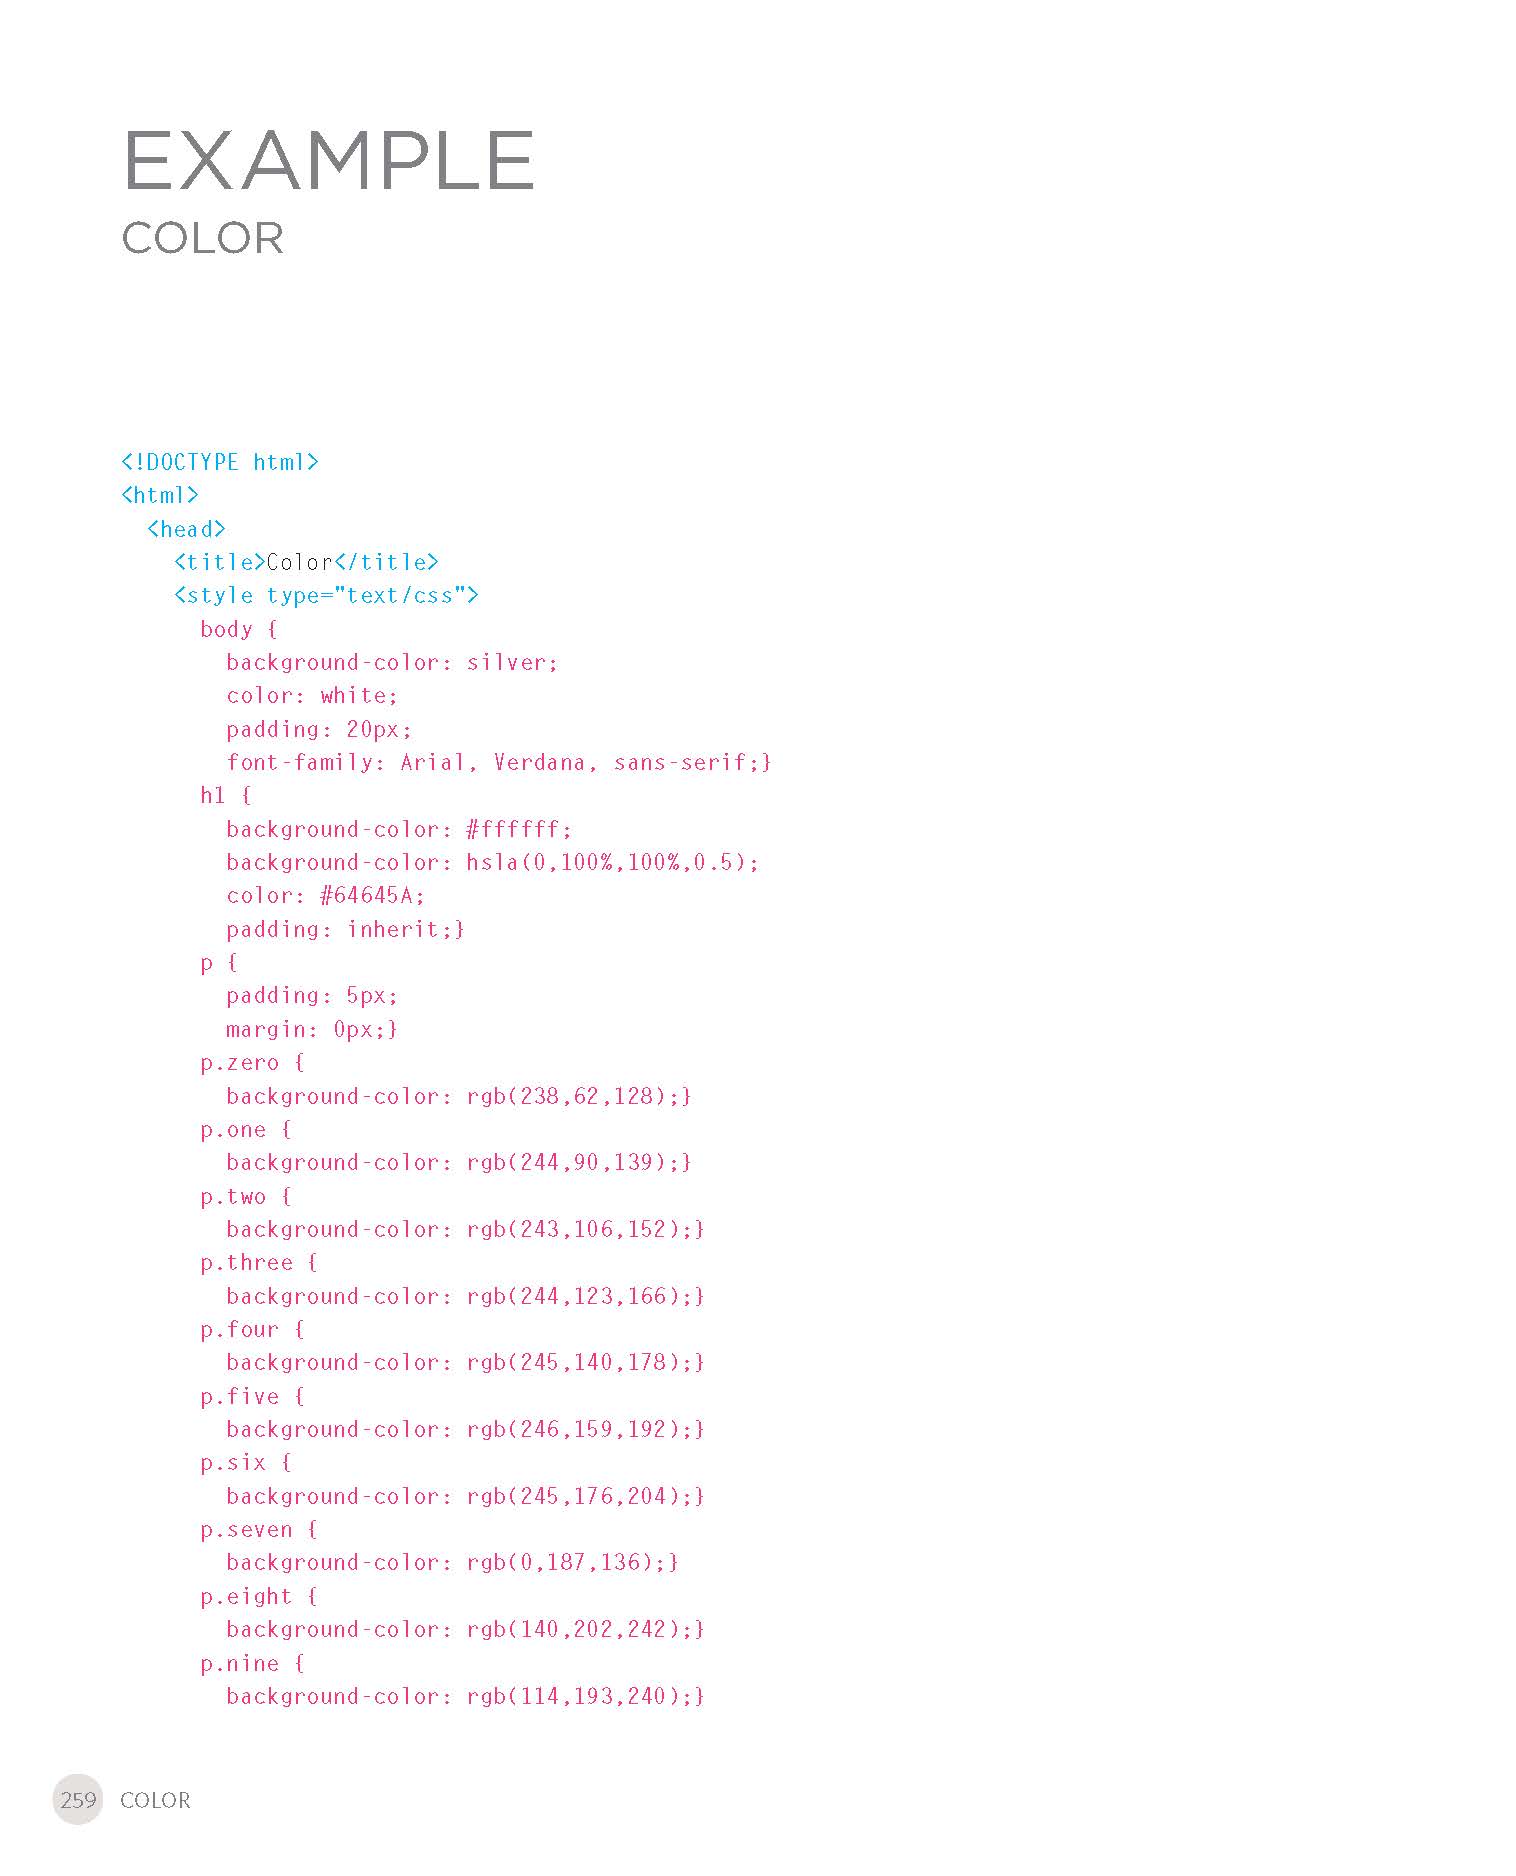 EXAMPLE
COLOR
<!DOCTYPE html>
<html>
  <head>
    <title>Color</title>
    <style type="text/css">
      body {
        background-color: silver;
        color: white;
        padding: 20px;
        font-family: Arial, Verdana, sans-serif;}
      h1 {
        background-color: #ffffff;
        background-color: hsla(0,100%,100%,0.5);
        color: #64645A;
        padding: inherit;}
      p {
        padding: 5px;
        margin: 0px;}
      p.zero {
        background-color: rgb(238,62,128);}
      p.one {
        background-color: rgb(244,90,139);}
      p.two {
        background-color: rgb(243,106,152);}
      p.three {
        background-color: rgb(244,123,166);}
      p.four {
        background-color: rgb(245,140,178);}
      p.five {
        background-color: rgb(246,159,192);}
      p.six {
        background-color: rgb(245,176,204);}
      p.seven {
        background-color: rgb(0,187,136);}
      p.eight {
        background-color: rgb(140,202,242);}
      p.nine {
        background-color: rgb(114,193,240);}
259 COLOR